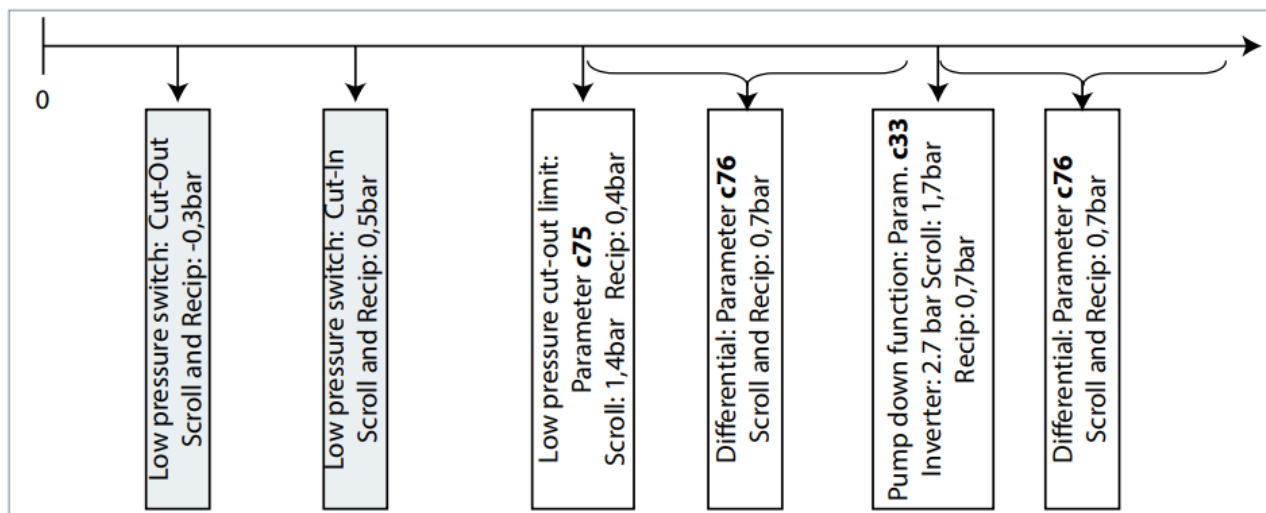 0
Low pressure switch: Cut-Out
Scroll and Recip: -0,3bar
Low pressure switch: Cut-In
Scroll and Recip: 0,5bar
Low pressure cut-out limit:
Parameter c75
Scroll: 1,4bar Recip: 0,4bar
Differential: Parameter c76
Scroll and Recip: 0,7bar
Pump down function: Param. c33
Inverter: 2.7 bar Scroll: 1,7bar
Recip: 0,7bar
Differential: Parameter c76
Scroll and Recip: 0,7bar